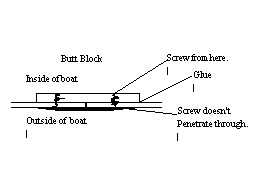 Butt Block
Screw from here.
Inside of boat
Glue
Screw doesn't
Penetrate through.
Outside of boat